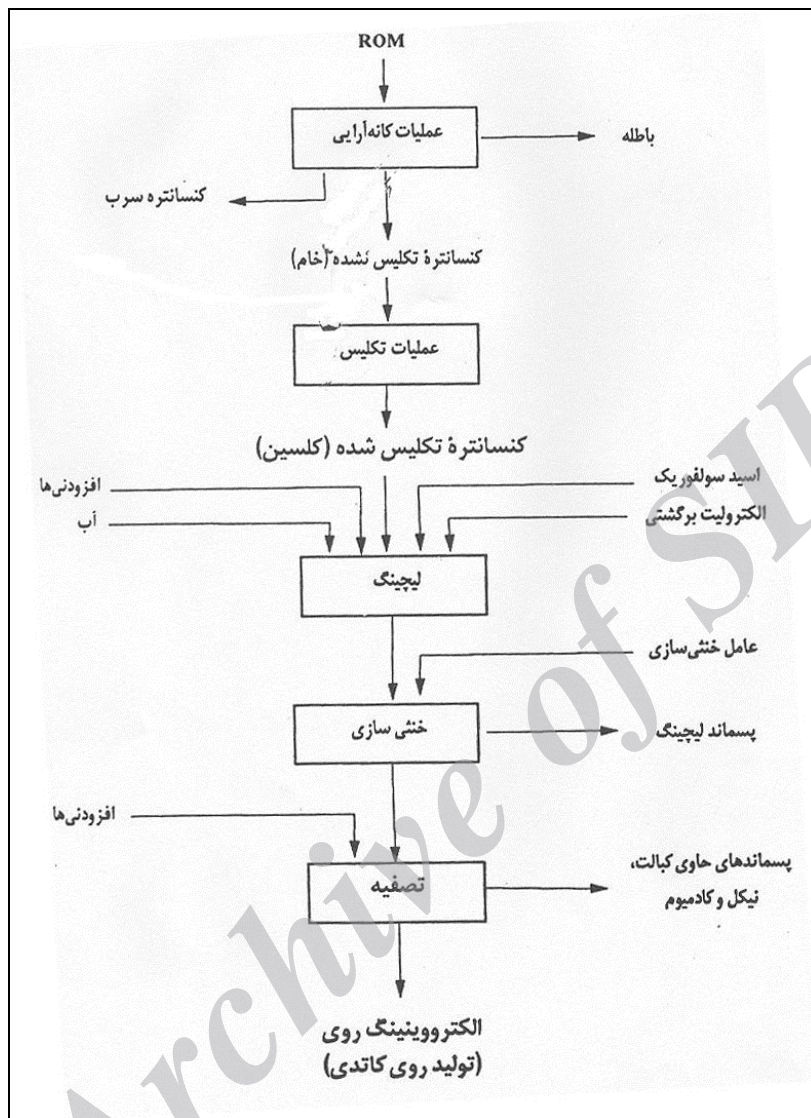 ROM
عملیات کانه‌آرایی
باطله
کنسانتره سرب
کنسانترهٔ تکلیس نشده (خام)
عملیات تکلیس
کنسانترهٔ تکلیس شده (کلسین)
افزودنی‌ها
اسید سولفوریک
آب
الکترولیت برگشتی
لیچینگ
عامل خنثی‌سازی
خنثی سازی
پسماند لیچینگ
افزودنی‌ها
تصفیه
پسماندهای حاوی کبالت،
نیکل و کادمیوم
الکترووینینگ روی
(تولید روی کاتدی)
Archive of SID